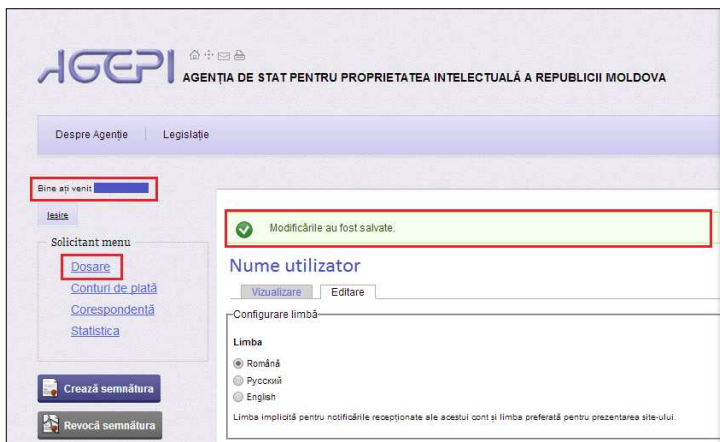 AGEPI
AGENȚIA DE STAT PENTRU PROPRIETATEA INTELECTUALĂ A REPUBLICII MOLDOVA
Despre Agenție
Legislație
Bine ați venit
Iesire
Solicitant menu
Dosare
Conturi de plată
Corespondență
Statistica
Crează semnătura
Revocă semnătura
Modificările au fost salvate.
Nume utilizator
Vizualizare
Editare
Configurare limbă
Limba
Română
Русский
English
Limba implicită pentru notificările recepționate ale acestui cont și limba preferată pentru prezentarea site-ului.